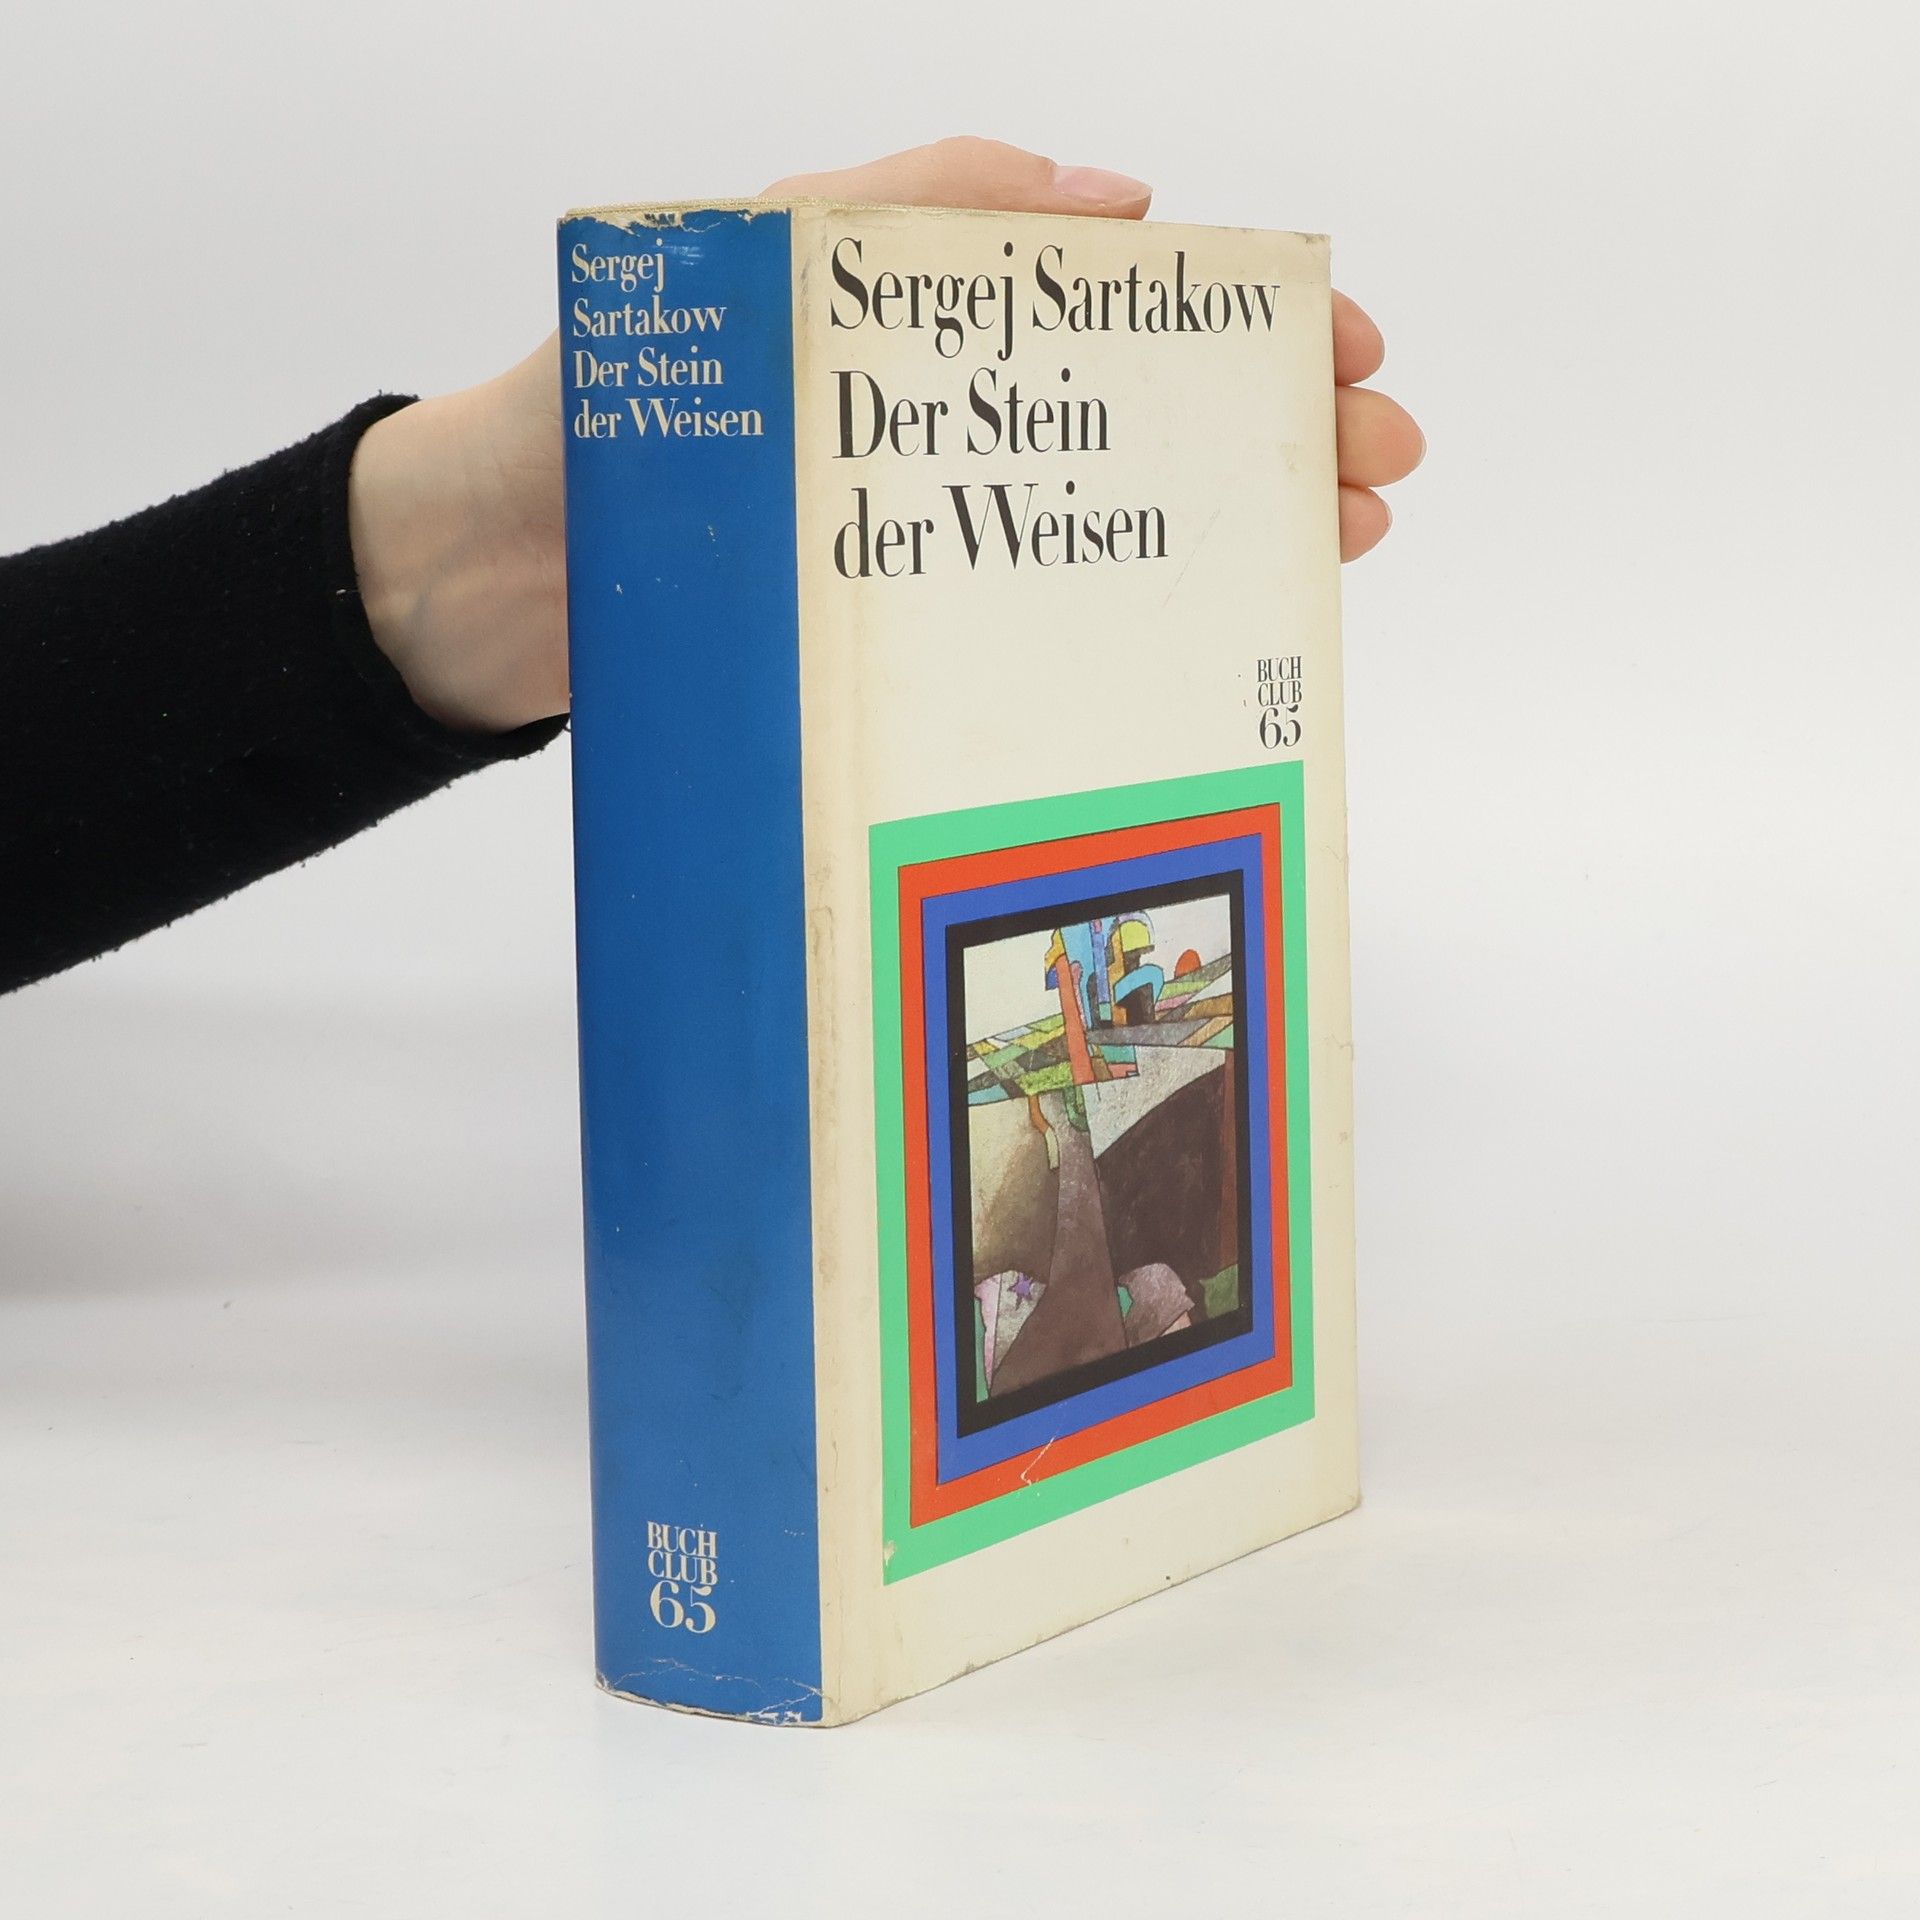 Sergej
Sartakow
Der Stein
der Weisen
BUCH
CLUB
65
Sergej Sartakow
Der Stein
der Weisen
BUCH
CLUB
65